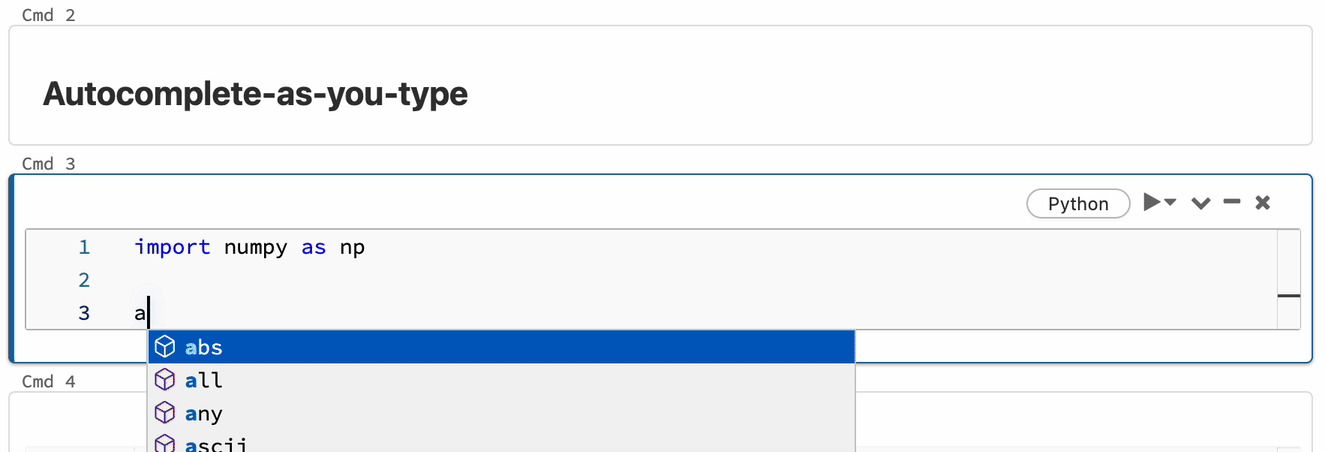 Cmd 2
Autocomplete-as-you-type
Cmd 3
Python
1 import numpy as np
2
3 a
abs
all
Cmd 4
any
ascii